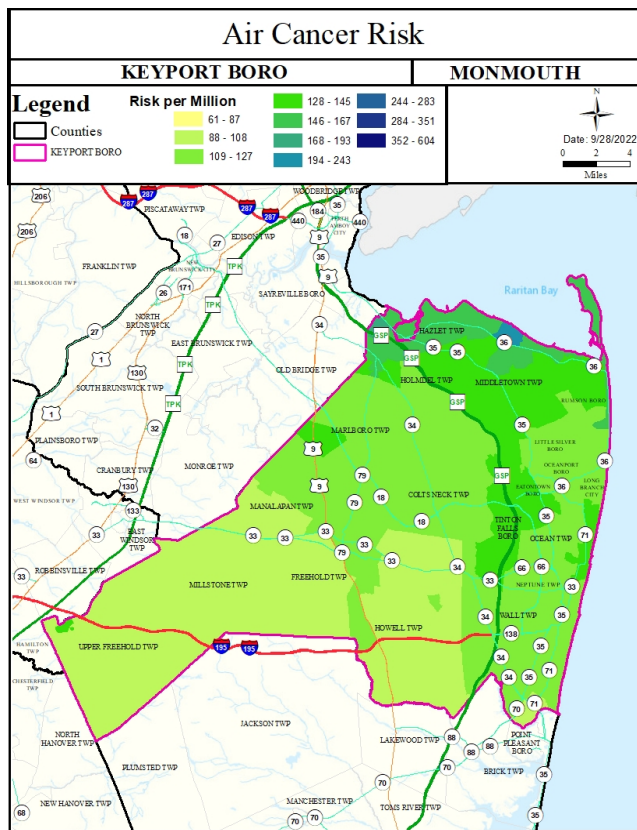 Air Cancer Risk
KEYPORT BORO
MONMOUTH
Legend
Counties
KEYPORT BORO
Risk per Million
61 - 87
88 - 108
109 - 127
128 - 145
146 - 167
168 - 193
194 - 243
244 - 283
284 - 351
352 - 604
N
Date: 9/28/2022
0 2 4
Miles
206
287
287
PISCATAWAY TWP
WOODBRIDGE TWP
35
184
287
287
440
PERTH
AMBOY
CITY
440
206
18
27
EDISON TWP
9
FRANKLIN TWP
NEW
BRUNSWICK CITY
TPK
35
9
HILLSBOROUGH TWP
26
171
SAYREVILLE BORO
Raritan Bay
TPK
27
NORTH
BRUNSWICK
TWP
34
GSP
HAZLET TWP
36
1
EAST BRUNSWICK TWP
35
35
130
TPK
OLD BRIDGE TWP
GSP
36
SOUTH BRUNSWICK TWP
HOLMDEL TWP
MIDDLETOWN TWP
TPK
GSP
RUMSON BORO
1
32
MARLBORO TWP
34
35
PLAINSBORO TWP
9
LITTLE SILVER
BORO
64
CRANBURY TWP
MONROE TWP
79
OCEANPORT
BORO
36
130
9
18
COLTS NECK TWP
GSP
EATONTOWN
BORO
36
LONG
BRANCH
CITY
WEST WINDSOR TWP
133
MANALAPAN TWP
79
18
35
33
EAST
WINDSOR
TWP
33
33
33
33
TINTON
FALLS
BORO
OCEAN TWP
71
79
33
33
ROBBINSVILLE TWP
FREEHOLD TWP
34
66
66
MILLSTONE TWP
33
NEPTUNE TWP
33
HOWELL TWP
34
WALL TWP
35
HAMILTON
TWP
UPPER FREEHOLD TWP
195
195
138
35
CHESTERFIELD
TWP
34
71
34
35
71
70
NORTH
HANOVER TWP
JACKSON TWP
LAKEWOOD TWP
88
88
88
POINT
PLEASANT
BORO
PLUMSTED TWP
70
BRICK TWP
35
70
NEW HANOVER TWP
MANCHESTER TWP
68
70
70
TOMS RIVER TWP
35